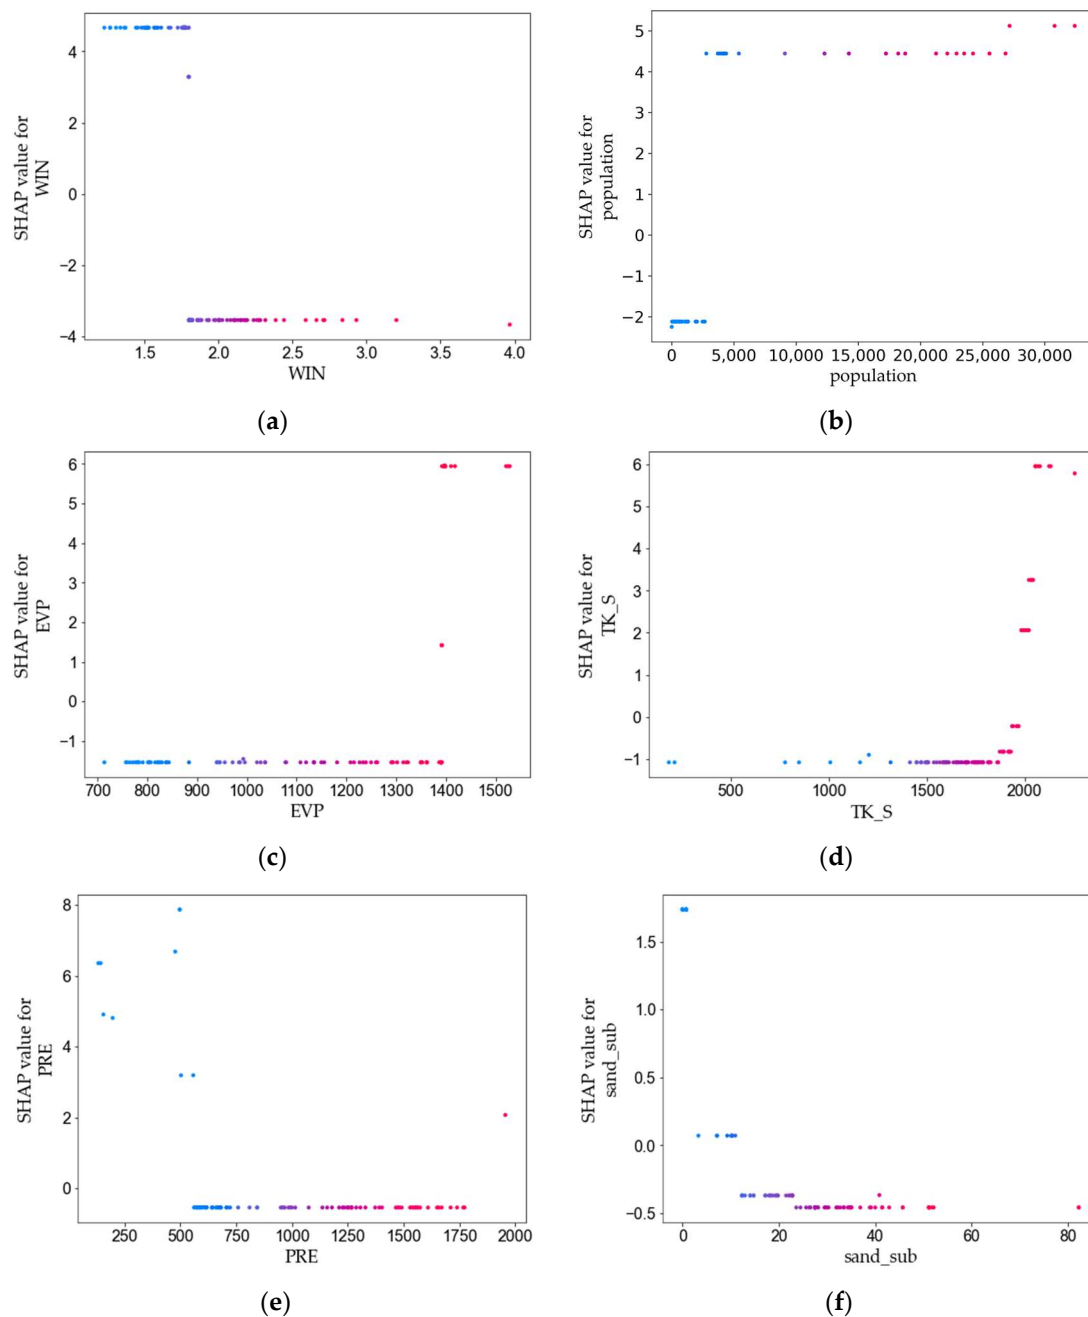 4
2
0
−2
−4
1.5 2.0 2.5 3.0 3.5 4.0
SHAP value for
WIN
WIN
(a)
5
4
3
2
1
0
−1
−2
0 5,000 10,000 15,000 20,000 25,000 30,000
SHAP value for
population
population
(b)
6
5
4
3
2
1
0
−1
700 800 900 1000 1100 1200 1300 1400 1500
SHAP value for
EVP
EVP
(c)
6
5
4
3
2
1
0
−1
500 1000 1500 2000
SHAP value for
TK_S
TK_S
(d)
8
6
4
2
0
250 500 750 1000 1250 1500 1750 2000
SHAP value for
PRE
PRE
(e)
1.5
1.0
0.5
0.0
−0.5
0 20 40 60 80
SHAP value for
sand_sub
sand_sub
(f)